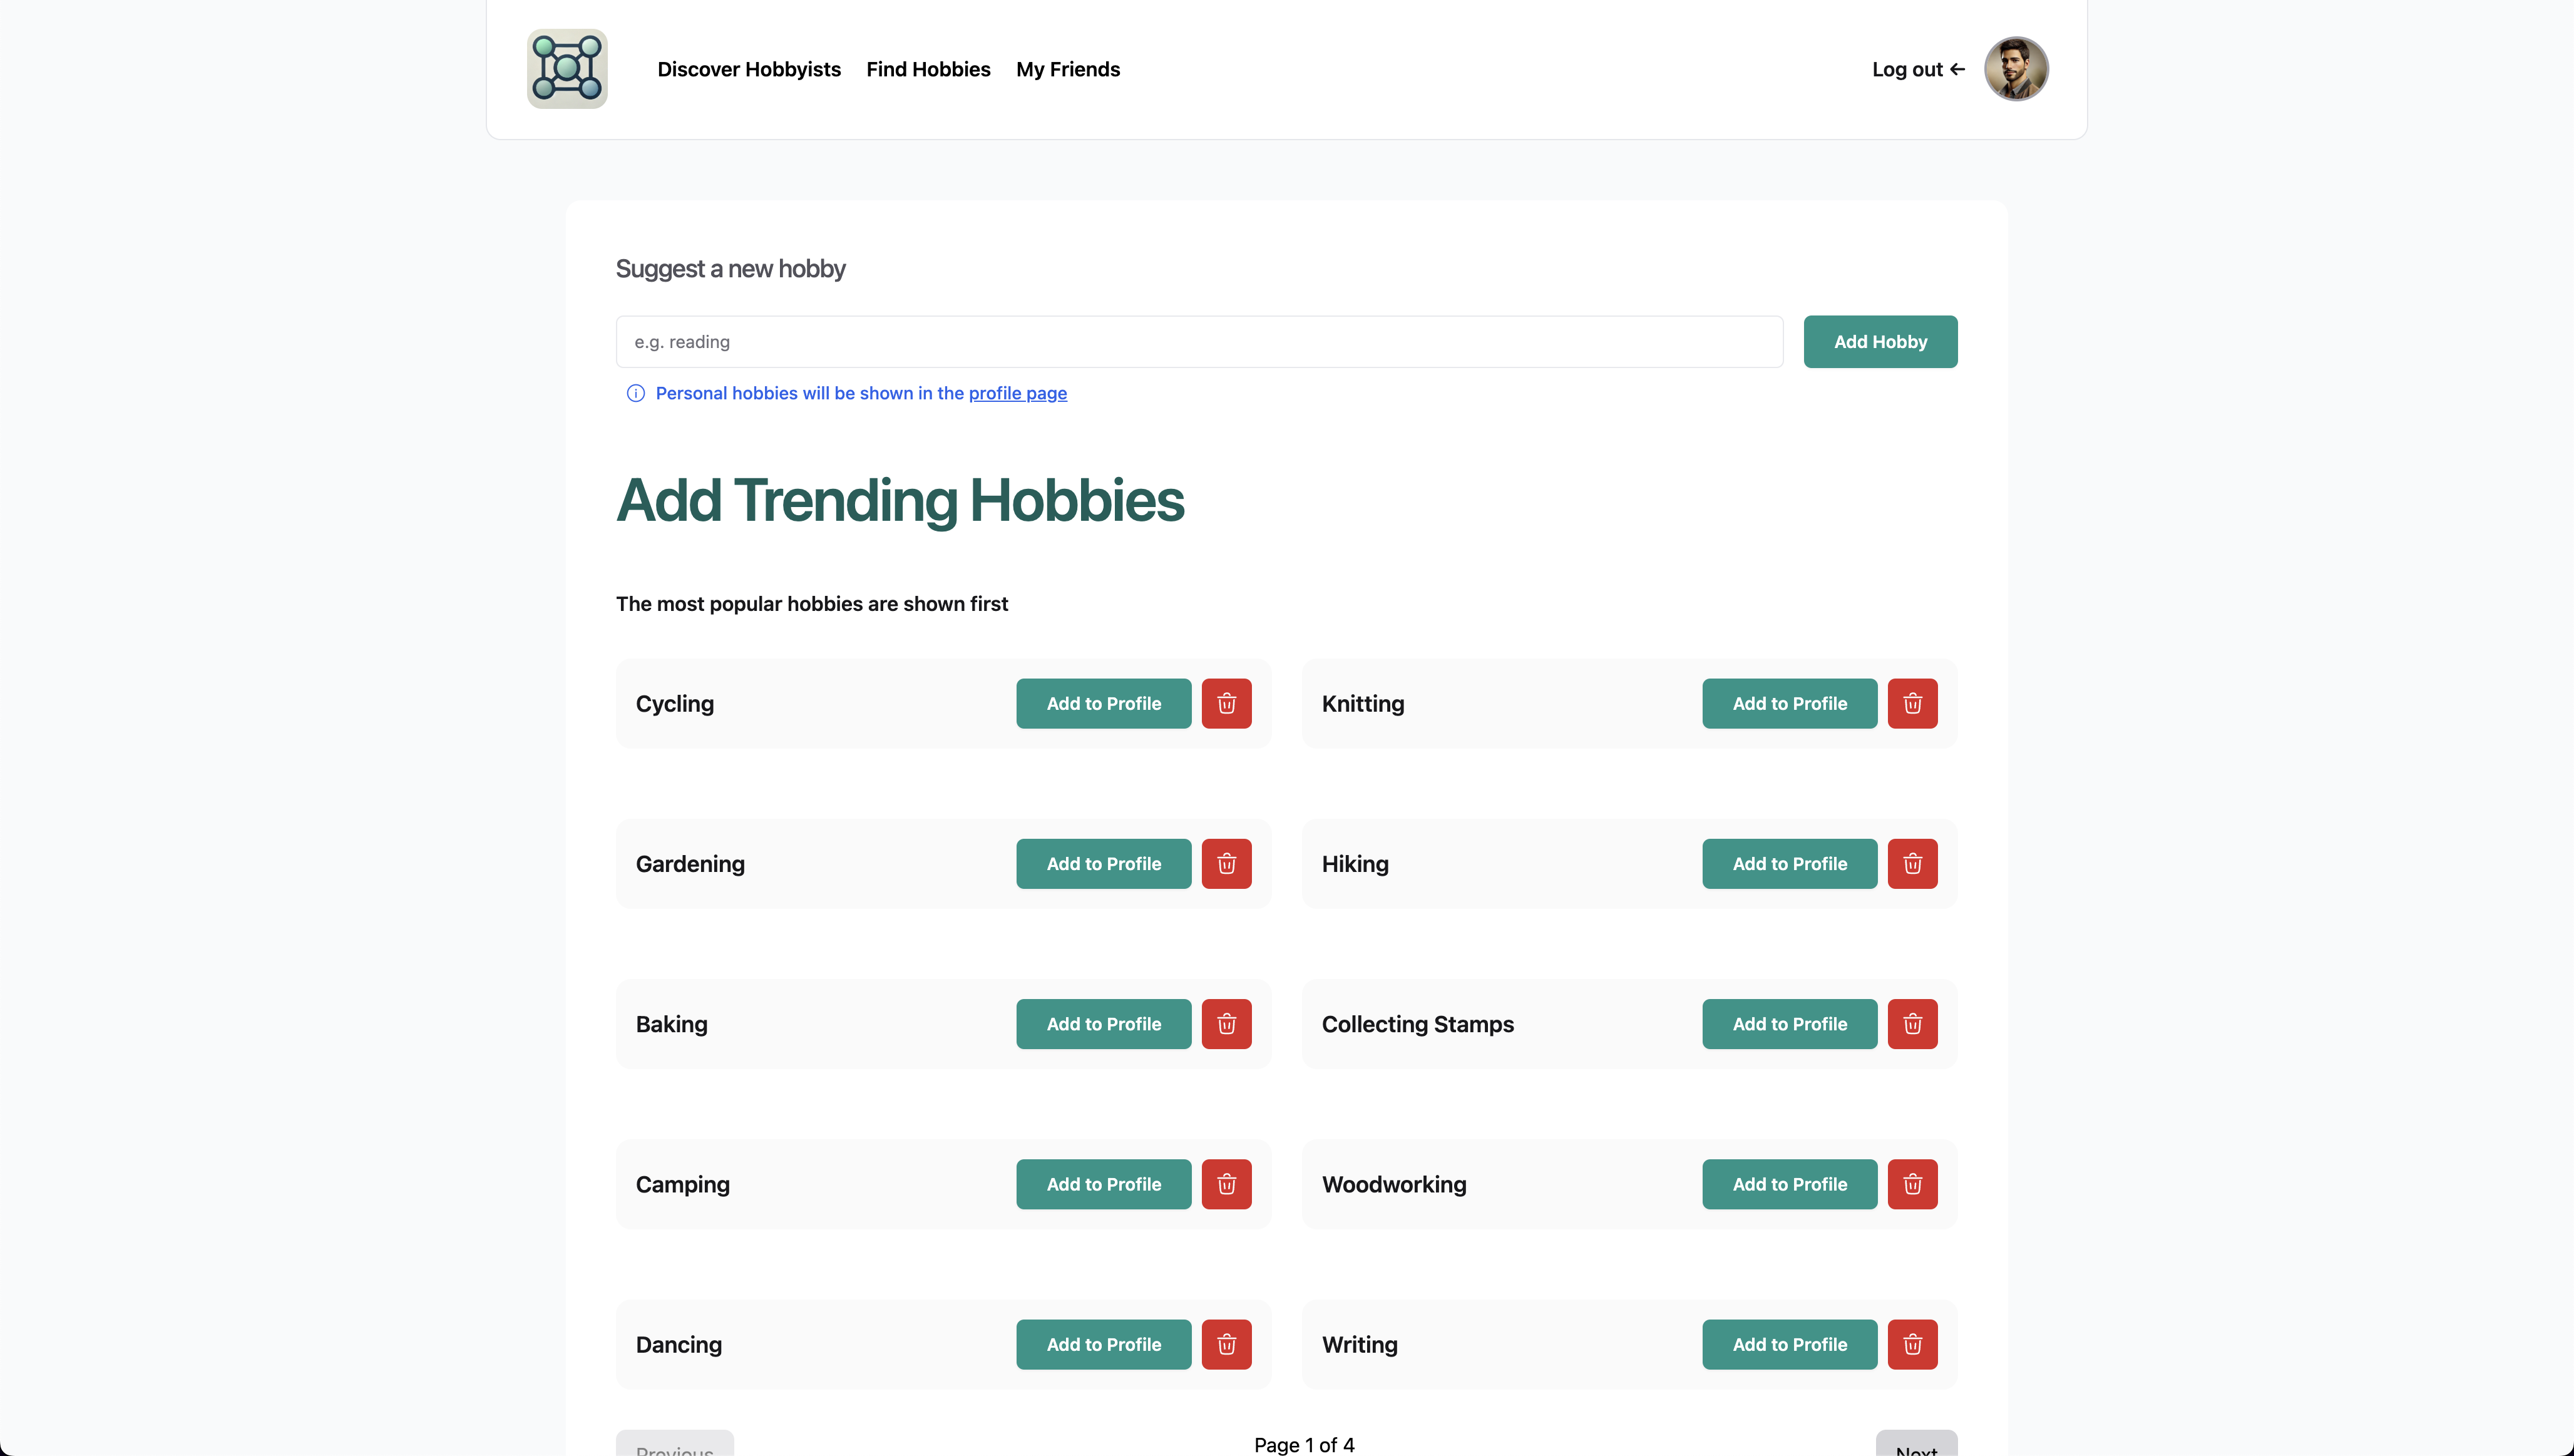 Discover Hobbyists Find Hobbies My Friends Log out ←
Suggest a new hobby
e.g. reading Add Hobby
Personal hobbies will be shown in the profile page
Add Trending Hobbies
The most popular hobbies are shown first
Cycling Add to Profile Knitting Add to Profile
Gardening Add to Profile Hiking Add to Profile
Baking Add to Profile Collecting Stamps Add to Profile
Camping Add to Profile Woodworking Add to Profile
Dancing Add to Profile Writing Add to Profile
Previous Page 1 of 4 Next